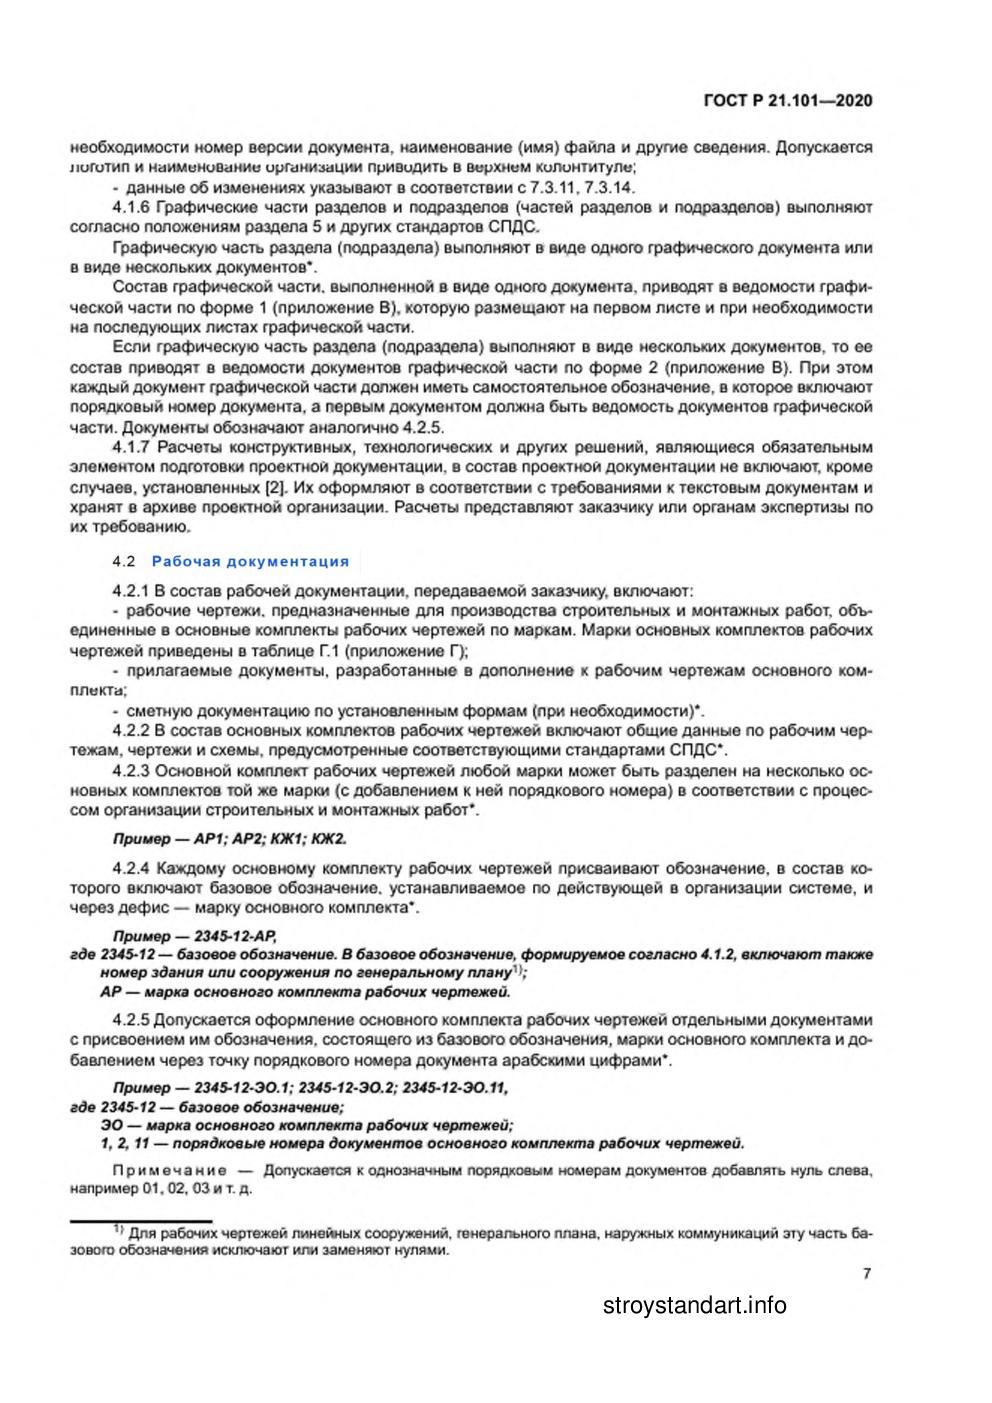 ГОСТ Р 21.101—2020
необходимости номер версии документа, наименование (имя) файла и другие сведения. Допускается
логотип и наименование организации приводить в верхнем колонтитуле;
- данные об изменениях указывают в соответствии с 7.3.11, 7.3.14.
4.1.6 Графические части разделов и подразделов (частей разделов и подразделов) выполняют
согласно положениям раздела 5 и других стандартов СПДС.
Графическую часть раздела (подраздела) выполняют в виде одного графического документа или
в виде нескольких документов*.
Состав графической части, выполненной в виде одного документа, приводят в ведомости графи-
ческой части по форме 1 (приложение В), которую размещают на первом листе и при необходимости
на последующих листах графической части.
Если графическую часть раздела (подраздела) выполняют в виде нескольких документов, то ее
состав приводят в ведомости документов графической части по форме 2 (приложение В). При этом
каждый документ графической части должен иметь самостоятельное обозначение, в которое включают
порядковый номер документа, а первым документом должна быть ведомость документов графической
части. Документы обозначают аналогично 4.2.5.
4.1.7 Расчеты конструктивных, технологических и других решений, являющиеся обязательным
элементом подготовки проектной документации, в состав проектной документации не включают, кроме
случаев, установленных [2]. Их оформляют в соответствии с требованиями к текстовым документам и
хранят в архиве проектной организации. Расчеты представляют заказчику или органам экспертизы по
их требованию.
4.2 Рабочая документация
4.2.1 В состав рабочей документации, передаваемой заказчику, включают:
- рабочие чертежи, предназначенные для производства строительных и монтажных работ, объ-
единенные в основные комплекты рабочих чертежей по маркам. Марки основных комплектов рабочих
чертежей приведены в таблице Г.1 (приложение Г);
- прилагаемые документы, разработанные в дополнение к рабочим чертежам основного ком-
плекта;
- сметную документацию по установленным формам (при необходимости)*.
4.2.2 В состав основных комплектов рабочих чертежей включают общие данные по рабочим чер-
тежам, чертежи и схемы, предусмотренные соответствующими стандартами СПДС*.
4.2.3 Основной комплект рабочих чертежей любой марки может быть разделен на несколько ос-
новных комплектов той же марки (с добавлением к ней порядкового номера) в соответствии с процес-
сом организации строительных и монтажных работ*.
Пример — АР1; АР2; КЖ1; КЖ2.
4.2.4 Каждому основному комплекту рабочих чертежей присваивают обозначение, в состав ко-
торого включают базовое обозначение, устанавливаемое по действующей в организации системе, и
через дефис — марку основного комплекта*.
Пример — 2345-12-АР,
где 2345-12 — базовое обозначение. В базовое обозначение, формируемое согласно 4.1.2, включают также
номер здания или сооружения по генеральному плану1);
АР — марка основного комплекта рабочих чертежей.
4.2.5 Допускается оформление основного комплекта рабочих чертежей отдельными документами
с присвоением им обозначения, состоящего из базового обозначения, марки основного комплекта и до-
бавлением через точку порядкового номера документа арабскими цифрами*.
Пример — 2345-12-ЭО.1; 2345-12-ЭО.2; 2345-12-ЭО.11,
где 2345-12 — базовое обозначение;
ЭО — марка основного комплекта рабочих чертежей;
1, 2, 11 — порядковые номера документов основного комплекта рабочих чертежей.
Примечание — Допускается к однозначным порядковым номерам документов добавлять нуль слева,
например 01, 02, 03 и т. д.
1) Для рабочих чертежей линейных сооружений, генерального плана, наружных коммуникаций эту часть ба-
зового обозначения исключают или заменяют нулями.
7
stroystandart.info